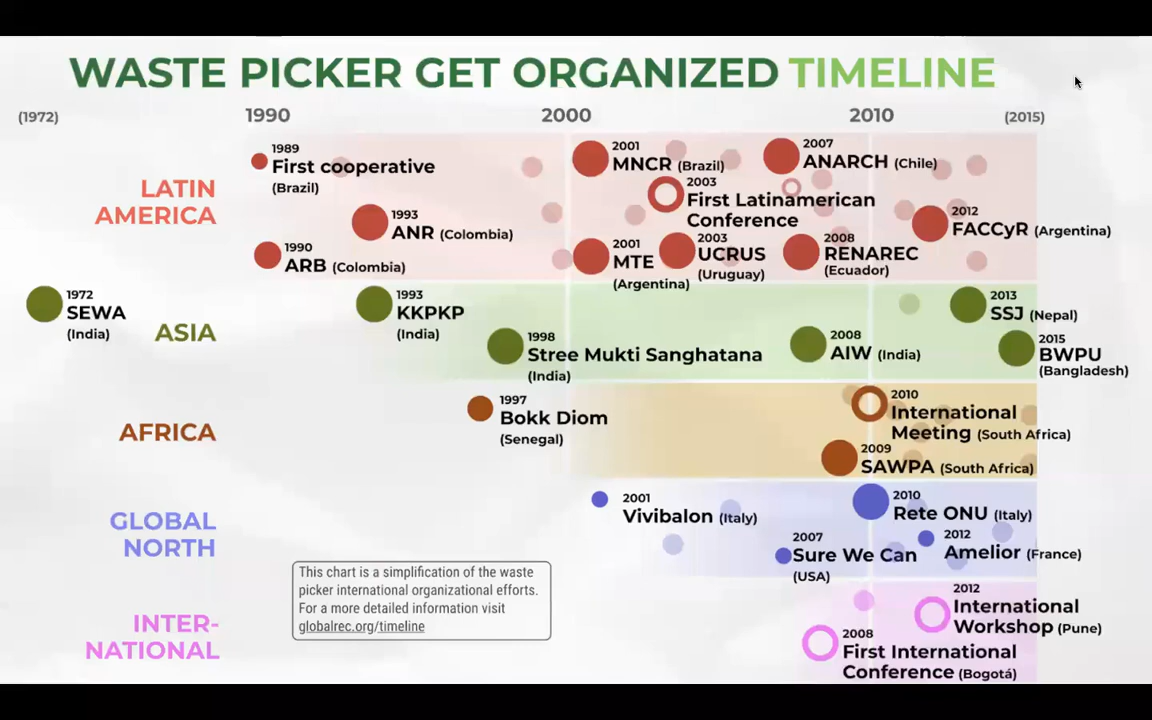 WASTE PICKER GET ORGANIZED TIMELINE
(1972)
1990
2000
2010
(2015)
LATIN
AMERICA
1989
First cooperative
(Brazil)
1993
ANR (Colombia)
1990
ARB (Colombia)
2001
MNCR (Brazil)
2003
First Latinamerican
Conference
2001
MTE
(Argentina)
2003
UCRUS
(Uruguay)
2007
ANARCH (Chile)
2008
RENAREC
(Ecuador)
2012
FACCyR (Argentina)
ASIA
1972
SEWA
(India)
1993
KKPKP
(India)
1998
Stree Mukti Sanghatana
(India)
2008
AIW (India)
2013
SSJ (Nepal)
2015
BWPU
(Bangladesh)
AFRICA
1997
Bokk Diom
(Senegal)
2010
International
Meeting (South Africa)
2009
SAWPA (South Africa)
GLOBAL
NORTH
2001
Vivibalon (Italy)
2007
Sure We Can
(USA)
2010
Rete ONU (Italy)
2012
Amelior (France)
INTER-
NATIONAL
2012
International
Workshop (Pune)
2008
First International
Conference (Bogotá)
This chart is a simplification of the waste
picker international organizational efforts.
For a more detailed information visit
globalrec.org/timeline